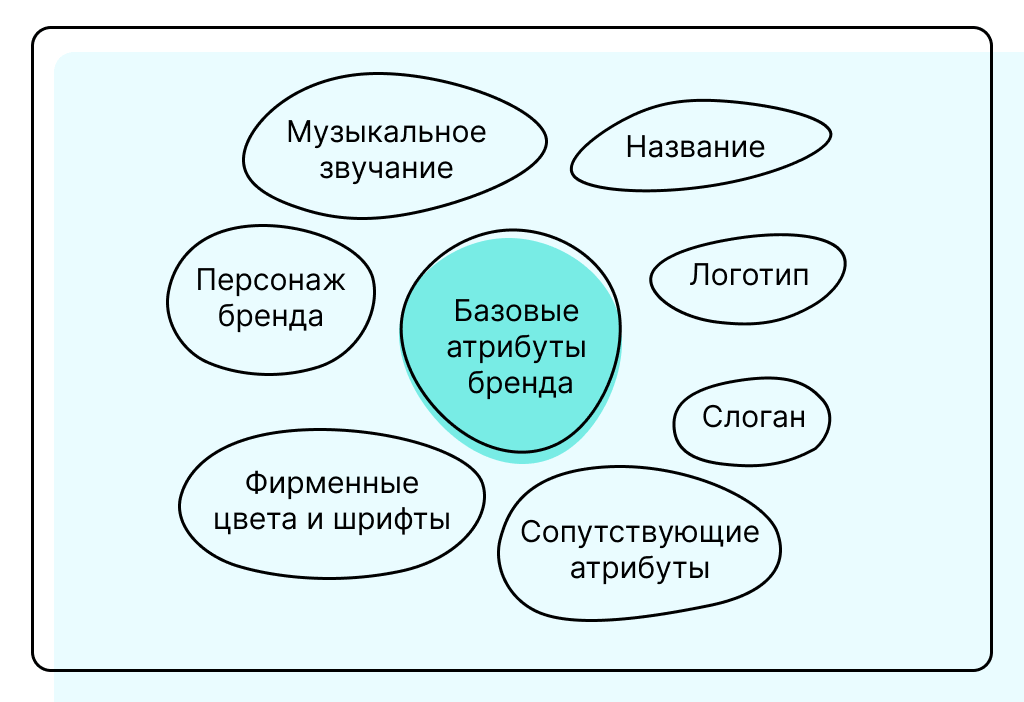 Музыкальное
звучание
Название
Персонаж
бренда
Базовые
атрибуты
бренда
Логотип
Слоган
Фирменные
цвета и шрифты
Сопутствующие
атрибуты